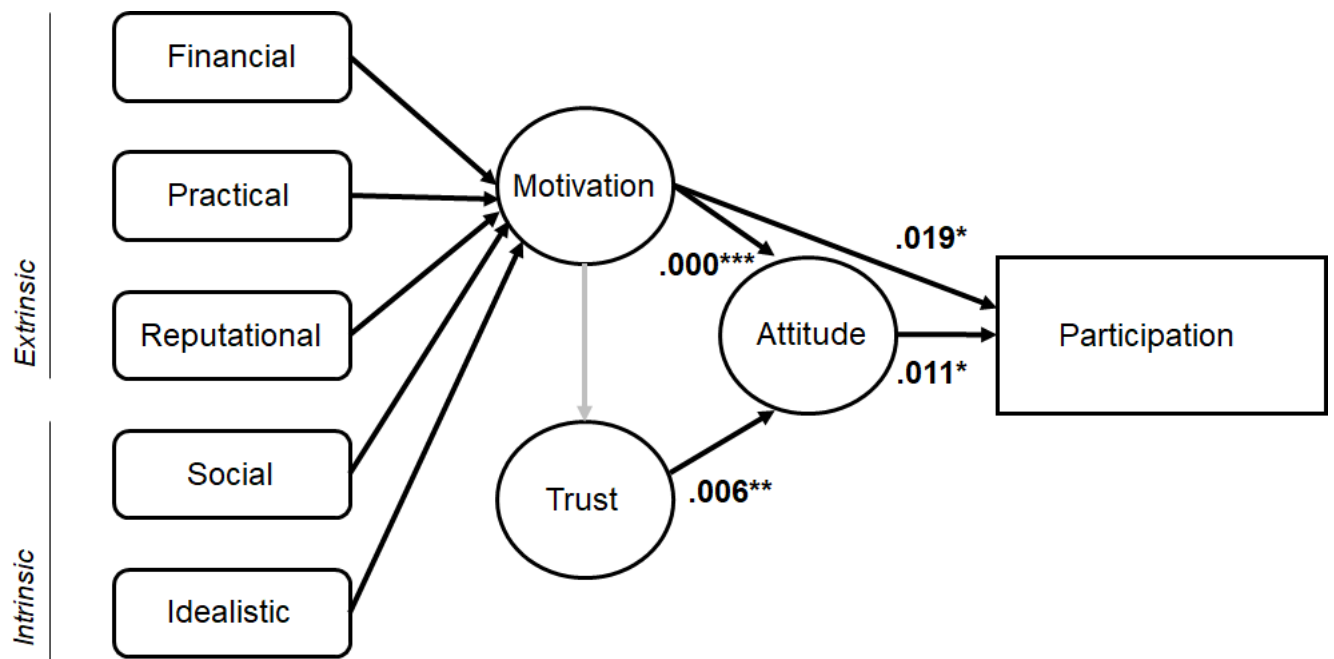 Extrinsic
Intrinsic
Financial
Practical
Reputational
Social
Idealistic
Motivation
Trust
.000***
.006**
Attitude
.019*
.011*
Participation